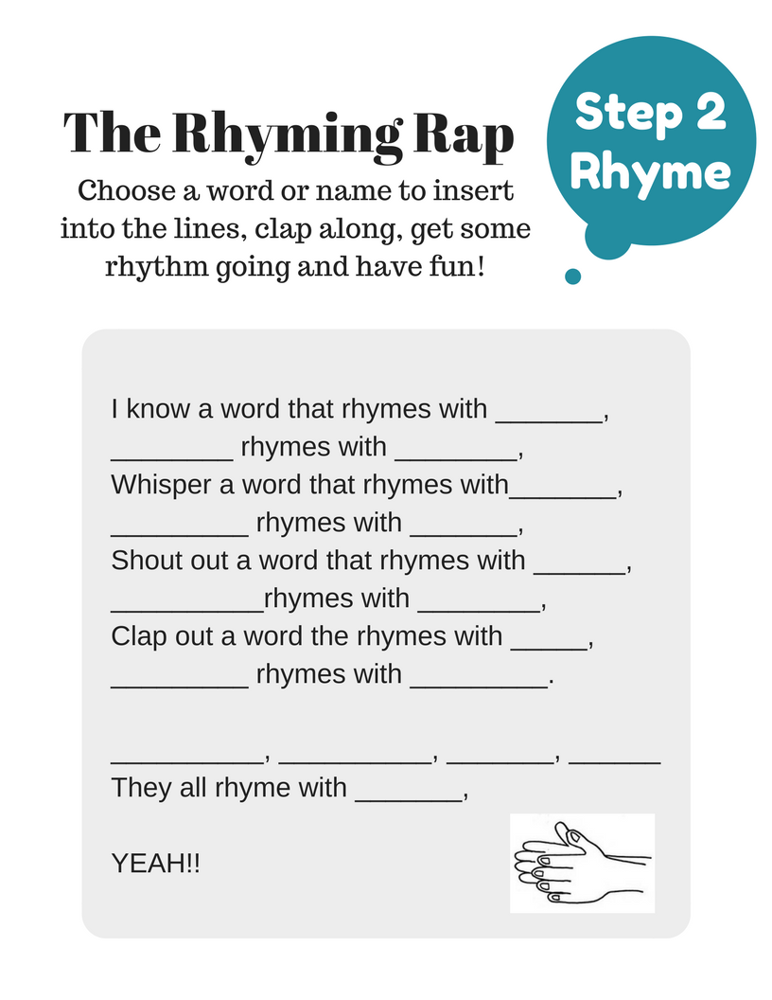 The Rhyming Rap
Choose a word or name to insert
into the lines, clap along, get some
rhythm going and have fun!
Step 2
Rhyme
I know a word that rhymes with _______,
________ rhymes with ________,
Whisper a word that rhymes with_______,
_________ rhymes with _______,
Shout out a word that rhymes with ______,
__________rhymes with ________,
Clap out a word the rhymes with _____,
_________ rhymes with _________.
__________, __________, _______, ______
They all rhyme with _______,
YEAH!!